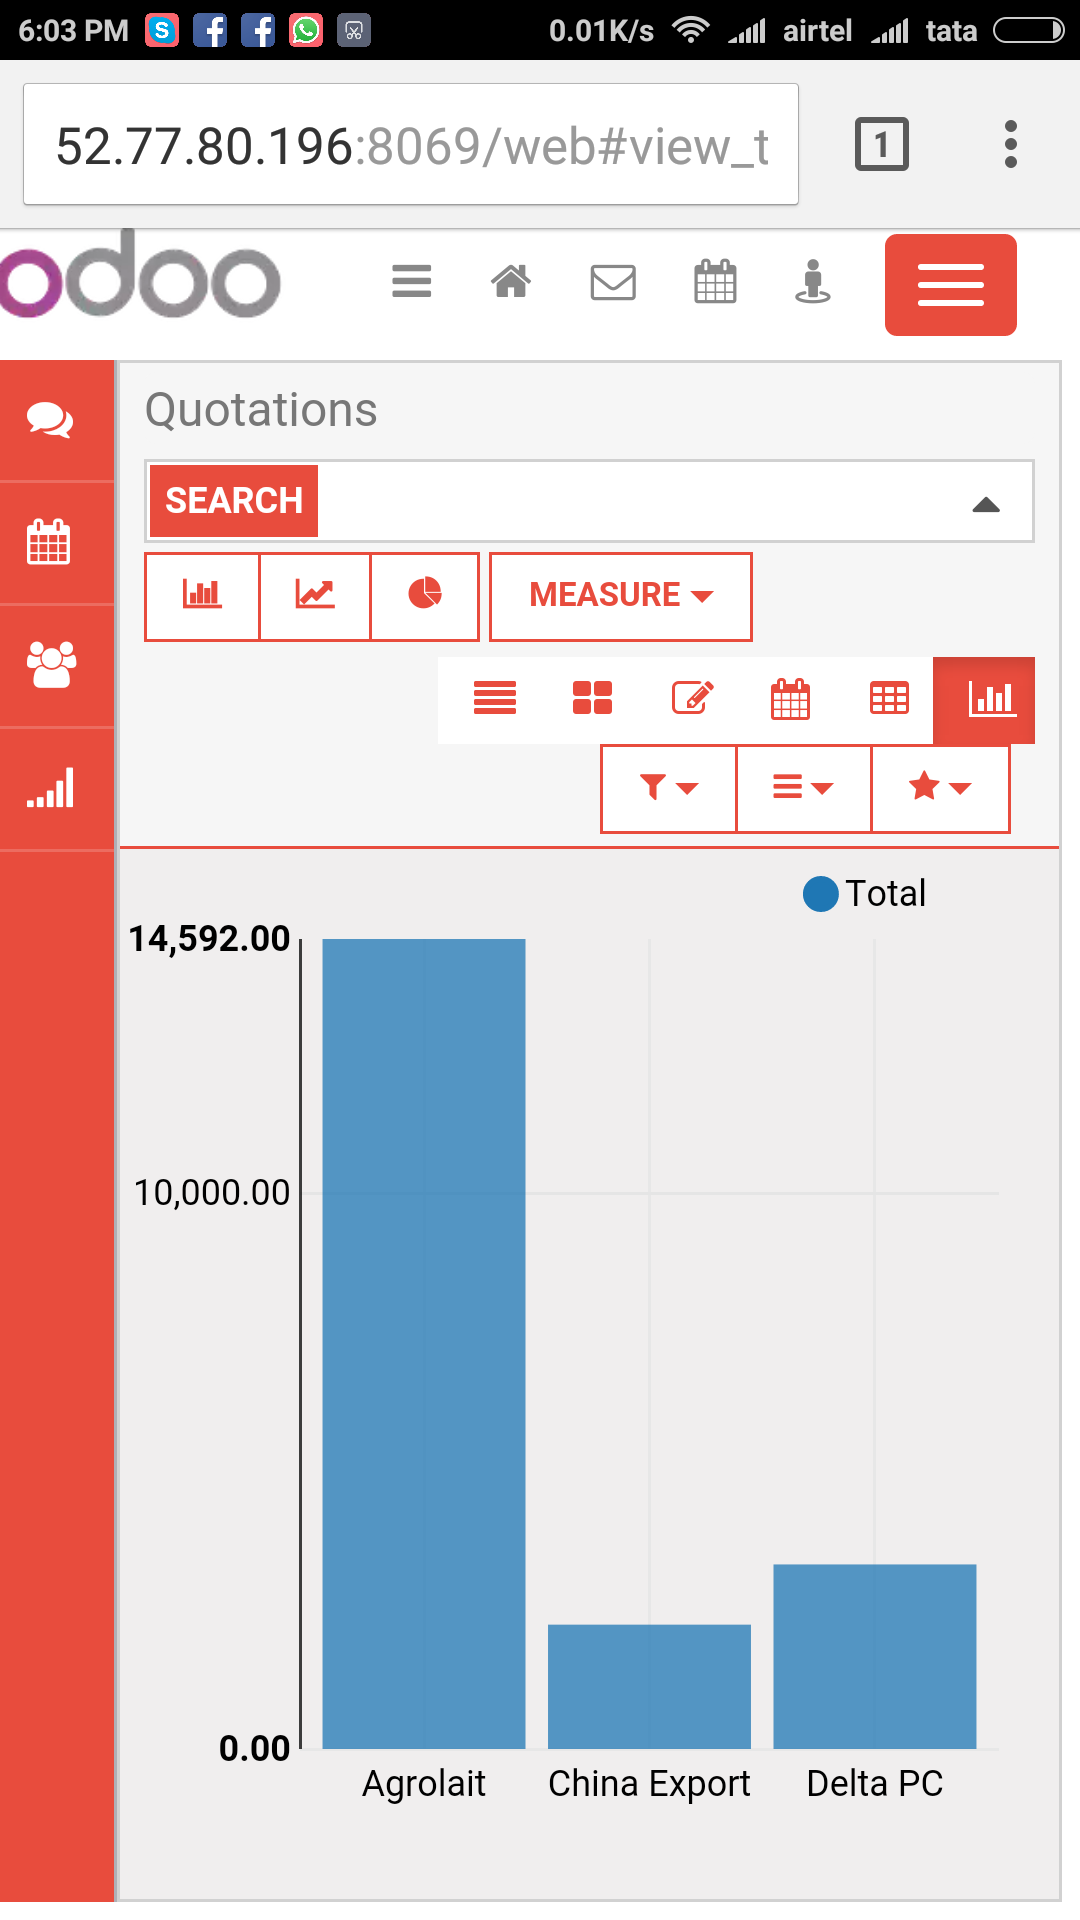 6:03 PM 0.01K/s airtel tata
52.77.80.196:8069/web#view_t
1
odoo
Quotations
SEARCH
MEASURE
Total
14,592.00
10,000.00
0.00
Agrolait China Export Delta PC